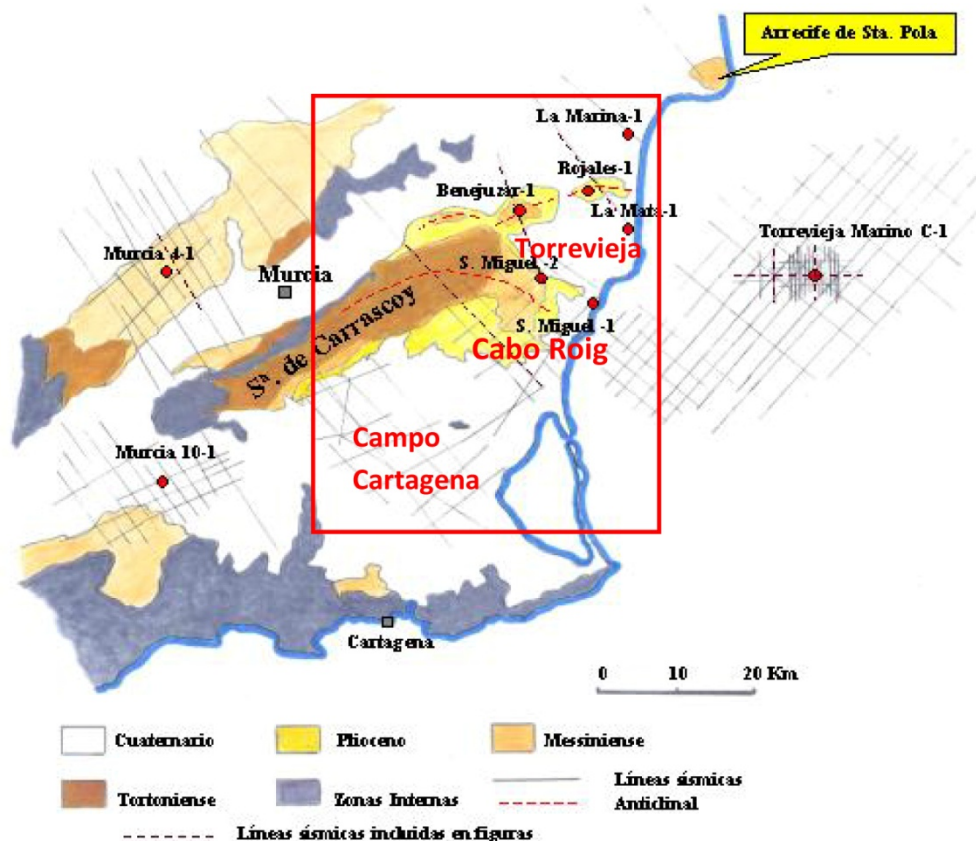 Arrecife de Sta. Pola
La Marina-1
Rojales-1
Benejuzar-1
La Mata-1
Torrevieja
Torrevieja Marino C-1
Murcia 4-1
Murcia
S. Miguel -2
S. Miguel -1
Sª. de Carrascoy
Cabo Roig
Campo
Cartagena
Murcia 10-1
Cartagena
0 10 20 Km
Cuaternario
Plioceno
Messiniense
Tortoniense
Zonas Internas
Líneas sísmicas
Anticlinal
Líneas sísmicas incluidas en figuras